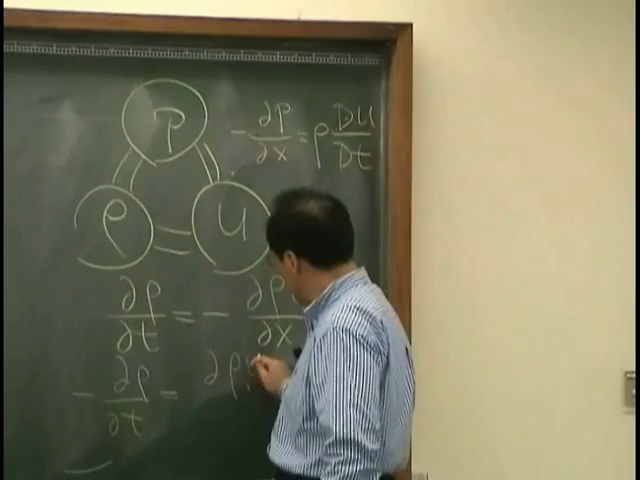 p
-∂p/∂x = ρ DU/Dt
ρ
U
∂ρ/∂t = - ∂ρ/∂x
-∂ρ/∂t = ∂ρ